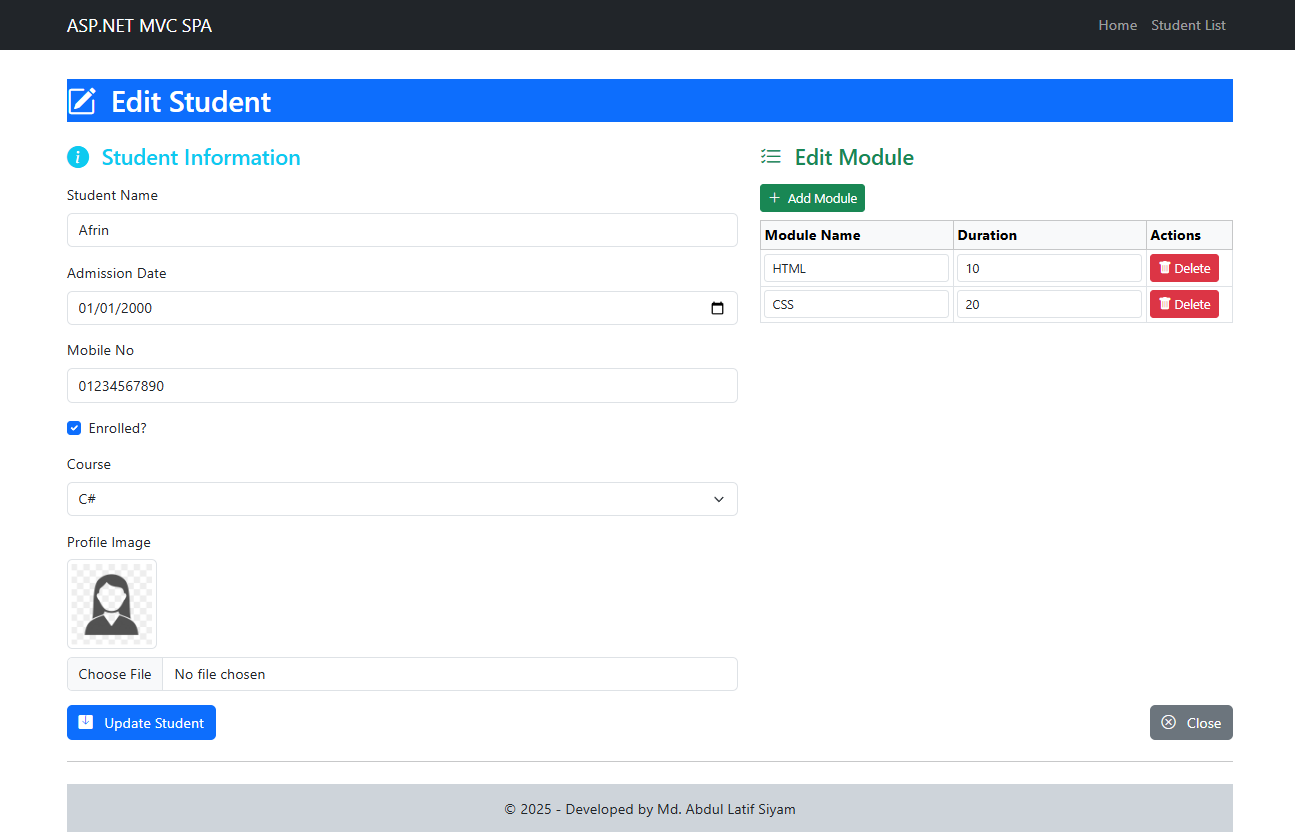 ASP.NET MVC SPA
Home Student List
Edit Student
Student Information
Student Name
Afrin
Admission Date
01/01/2000
Mobile No
01234567890
Enrolled?
Course
C#
Profile Image
Choose File No file chosen
Update Student
Edit Module
Add Module
Module Name Duration Actions
HTML 10 Delete
CSS 20 Delete
Close
© 2025 - Developed by Md. Abdul Latif Siyam